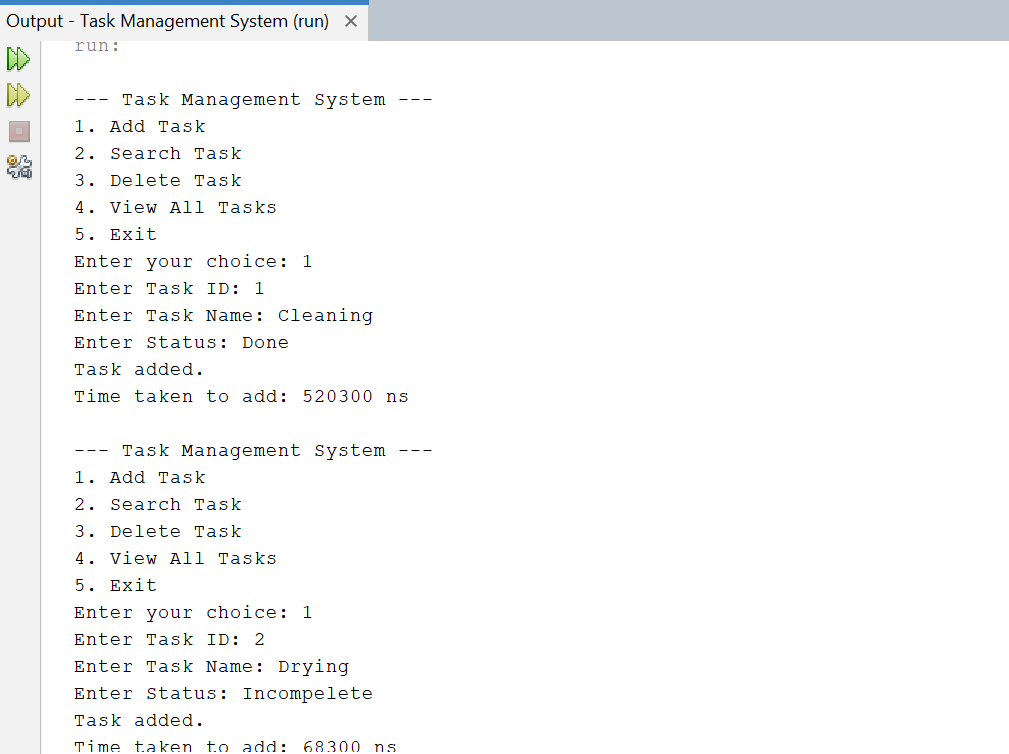 Output - Task Management System (run)
run:
--- Task Management System ---
1. Add Task
2. Search Task
3. Delete Task
4. View All Tasks
5. Exit
Enter your choice: 1
Enter Task ID: 1
Enter Task Name: Cleaning
Enter Status: Done
Task added.
Time taken to add: 520300 ns
--- Task Management System ---
1. Add Task
2. Search Task
3. Delete Task
4. View All Tasks
5. Exit
Enter your choice: 1
Enter Task ID: 2
Enter Task Name: Drying
Enter Status: Incompelete
Task added.
Time taken to add: 68300 ns